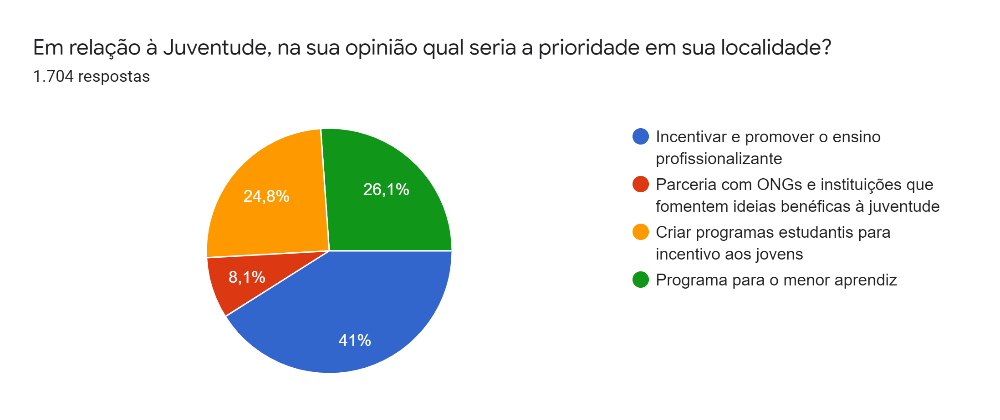 Em relação à Juventude, na sua opinião qual seria a prioridade em sua localidade?
1.704 respostas
26,1%
24,8%
8,1%
41%
Incentivar e promover o ensino
profissionalizante
Parceria com ONGs e instituições que
fomentem ideias benéficas à juventude
Criar programas estudantis para
incentivo aos jovens
Programa para o menor aprendiz